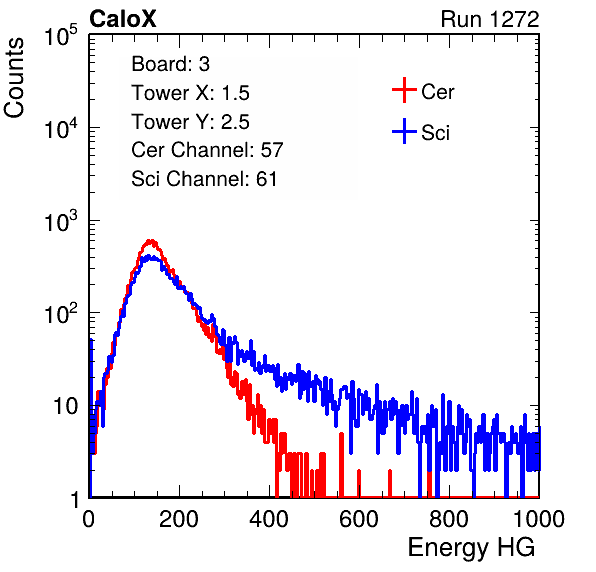 CaloX Run 1272
Counts
Board: 3
Tower X: 1.5
Tower Y: 2.5
Cer Channel: 57
Sci Channel: 61
Cer
Sci
10^5
10^4
10^3
10^2
10
1
0 200 400 600 800 1000
Energy HG